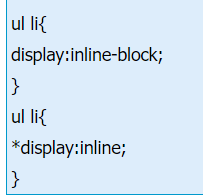 ul li{
display:inline-block;
}
ul li{
*display:inline;
}